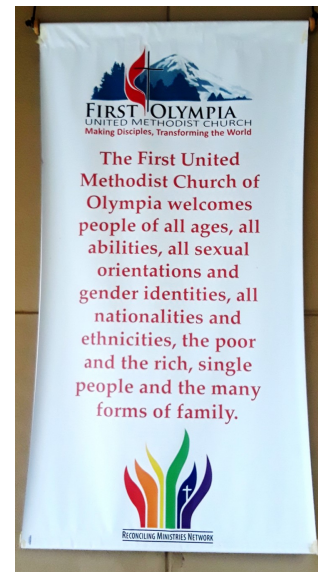 FIRST OLYMPIA
UNITED METHODIST CHURCH
Making Disciples, Transforming the World
The First United
Methodist Church of
Olympia welcomes
people of all ages, all
abilities, all sexual
orientations and
gender identities, all
nationalities and
ethnicities, the poor
and the rich, single
people and the many
forms of family.
RECONCILING MINISTRIES NETWORK